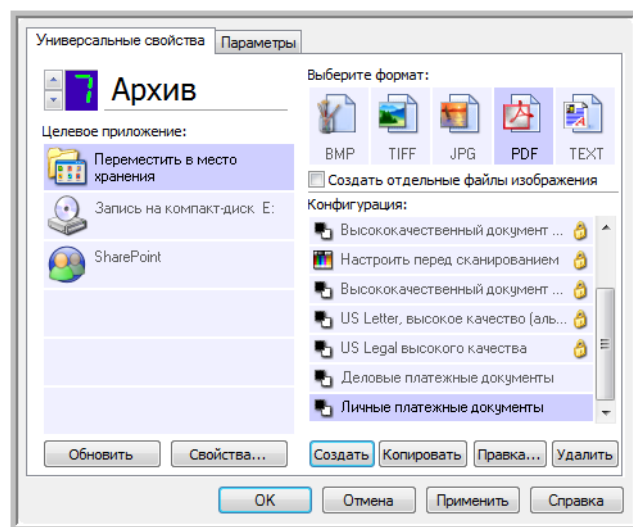 Универсальные свойства
Параметры
7
Архив
Целевое приложение:
Переместить в место
хранения
Запись на компакт-диск E:
SharePoint
Обновить
Свойства...
Выберите формат:
BMP
TIFF
JPG
PDF
TEXT
Создать отдельные файлы изображения
Конфигурация:
Высококачественный документ ...
Настроить перед сканированием
Высококачественный документ ...
US Letter, высокое качество (аль...
US Legal высокого качества
Деловые платежные документы
Личные платежные документы
Создать
Копировать
Правка...
Удалить
OK
Отмена
Применить
Справка